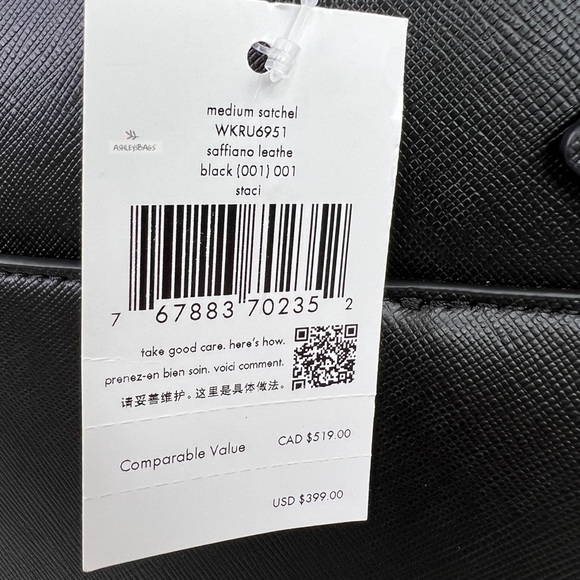 medium satchel
WKRU6951
ASHLEYSBAGS
saffiano leathe
black (001) 001
staci
7 67883 70235 2
take good care. here's how.
prenez-en bien soin. voici comment.
请妥善维护。这里是具体做法。
Comparable Value CAD $519.00
USD $399.00